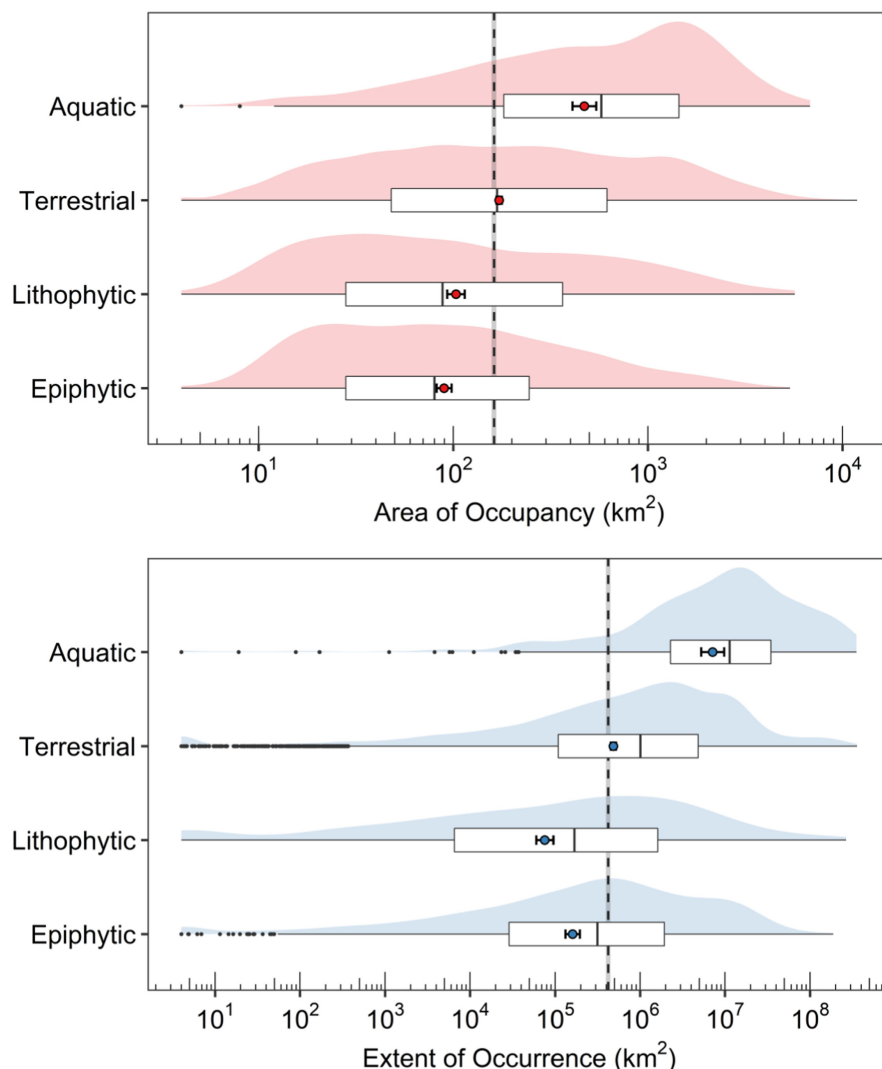 Aquatic
Terrestrial
Lithophytic
Epiphytic
10¹ 10² 10³ 10⁴
Area of Occupancy (km²)
Aquatic
Terrestrial
Lithophytic
Epiphytic
10¹ 10² 10³ 10⁴ 10⁵ 10⁶ 10⁷ 10⁸
Extent of Occurrence (km²)